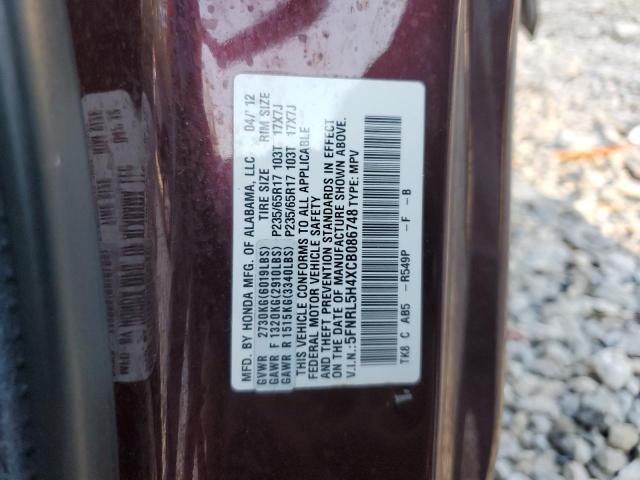 MFD. BY HONDA MFG. OF ALABAMA, LLC 04/'12
TIRE SIZE RIM SIZE
GVWR 2730KG(6019LBS)
GAWR F 1320KG(2910LBS) P235/65R17 103T 17X7J
GAWR R 1515KG(3340LBS) P235/65R17 103T 17X7J
THIS VEHICLE CONFORMS TO ALL APPLICABLE
FEDERAL MOTOR VEHICLE SAFETY
AND THEFT PREVENTION STANDARDS IN EFFECT
ON THE DATE OF MANUFACTURE SHOWN ABOVE.
V.I.N.:5FNRL5H4XCB086748 TYPE: MPV
TK8 C AB5 -R549P -F -B
1